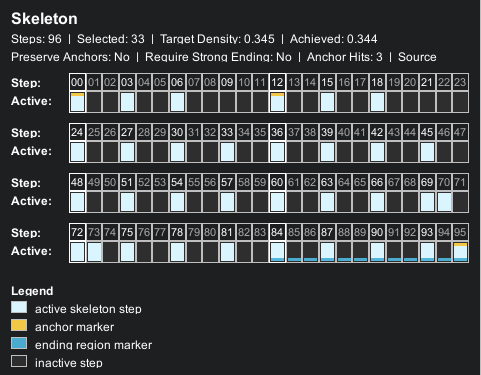 Skeleton
Steps: 96 | Selected: 33 | Target Density: 0.345 | Achieved: 0.344
Preserve Anchors: No | Require Strong Ending: No | Anchor Hits: 3 | Source
Step: 00 01 02 03 04 05 06 07 08 09 10 11 12 13 14 15 16 17 18 19 20 21 22 23
Active:
Step: 24 25 26 27 28 29 30 31 32 33 34 35 36 37 38 39 40 41 42 43 44 45 46 47
Active:
Step: 48 49 50 51 52 53 54 55 56 57 58 59 60 61 62 63 64 65 66 67 68 69 70 71
Active:
Step: 72 73 74 75 76 77 78 79 80 81 82 83 84 85 86 87 88 89 90 91 92 93 94 95
Active:
Legend
active skeleton step
anchor marker
ending region marker
inactive step